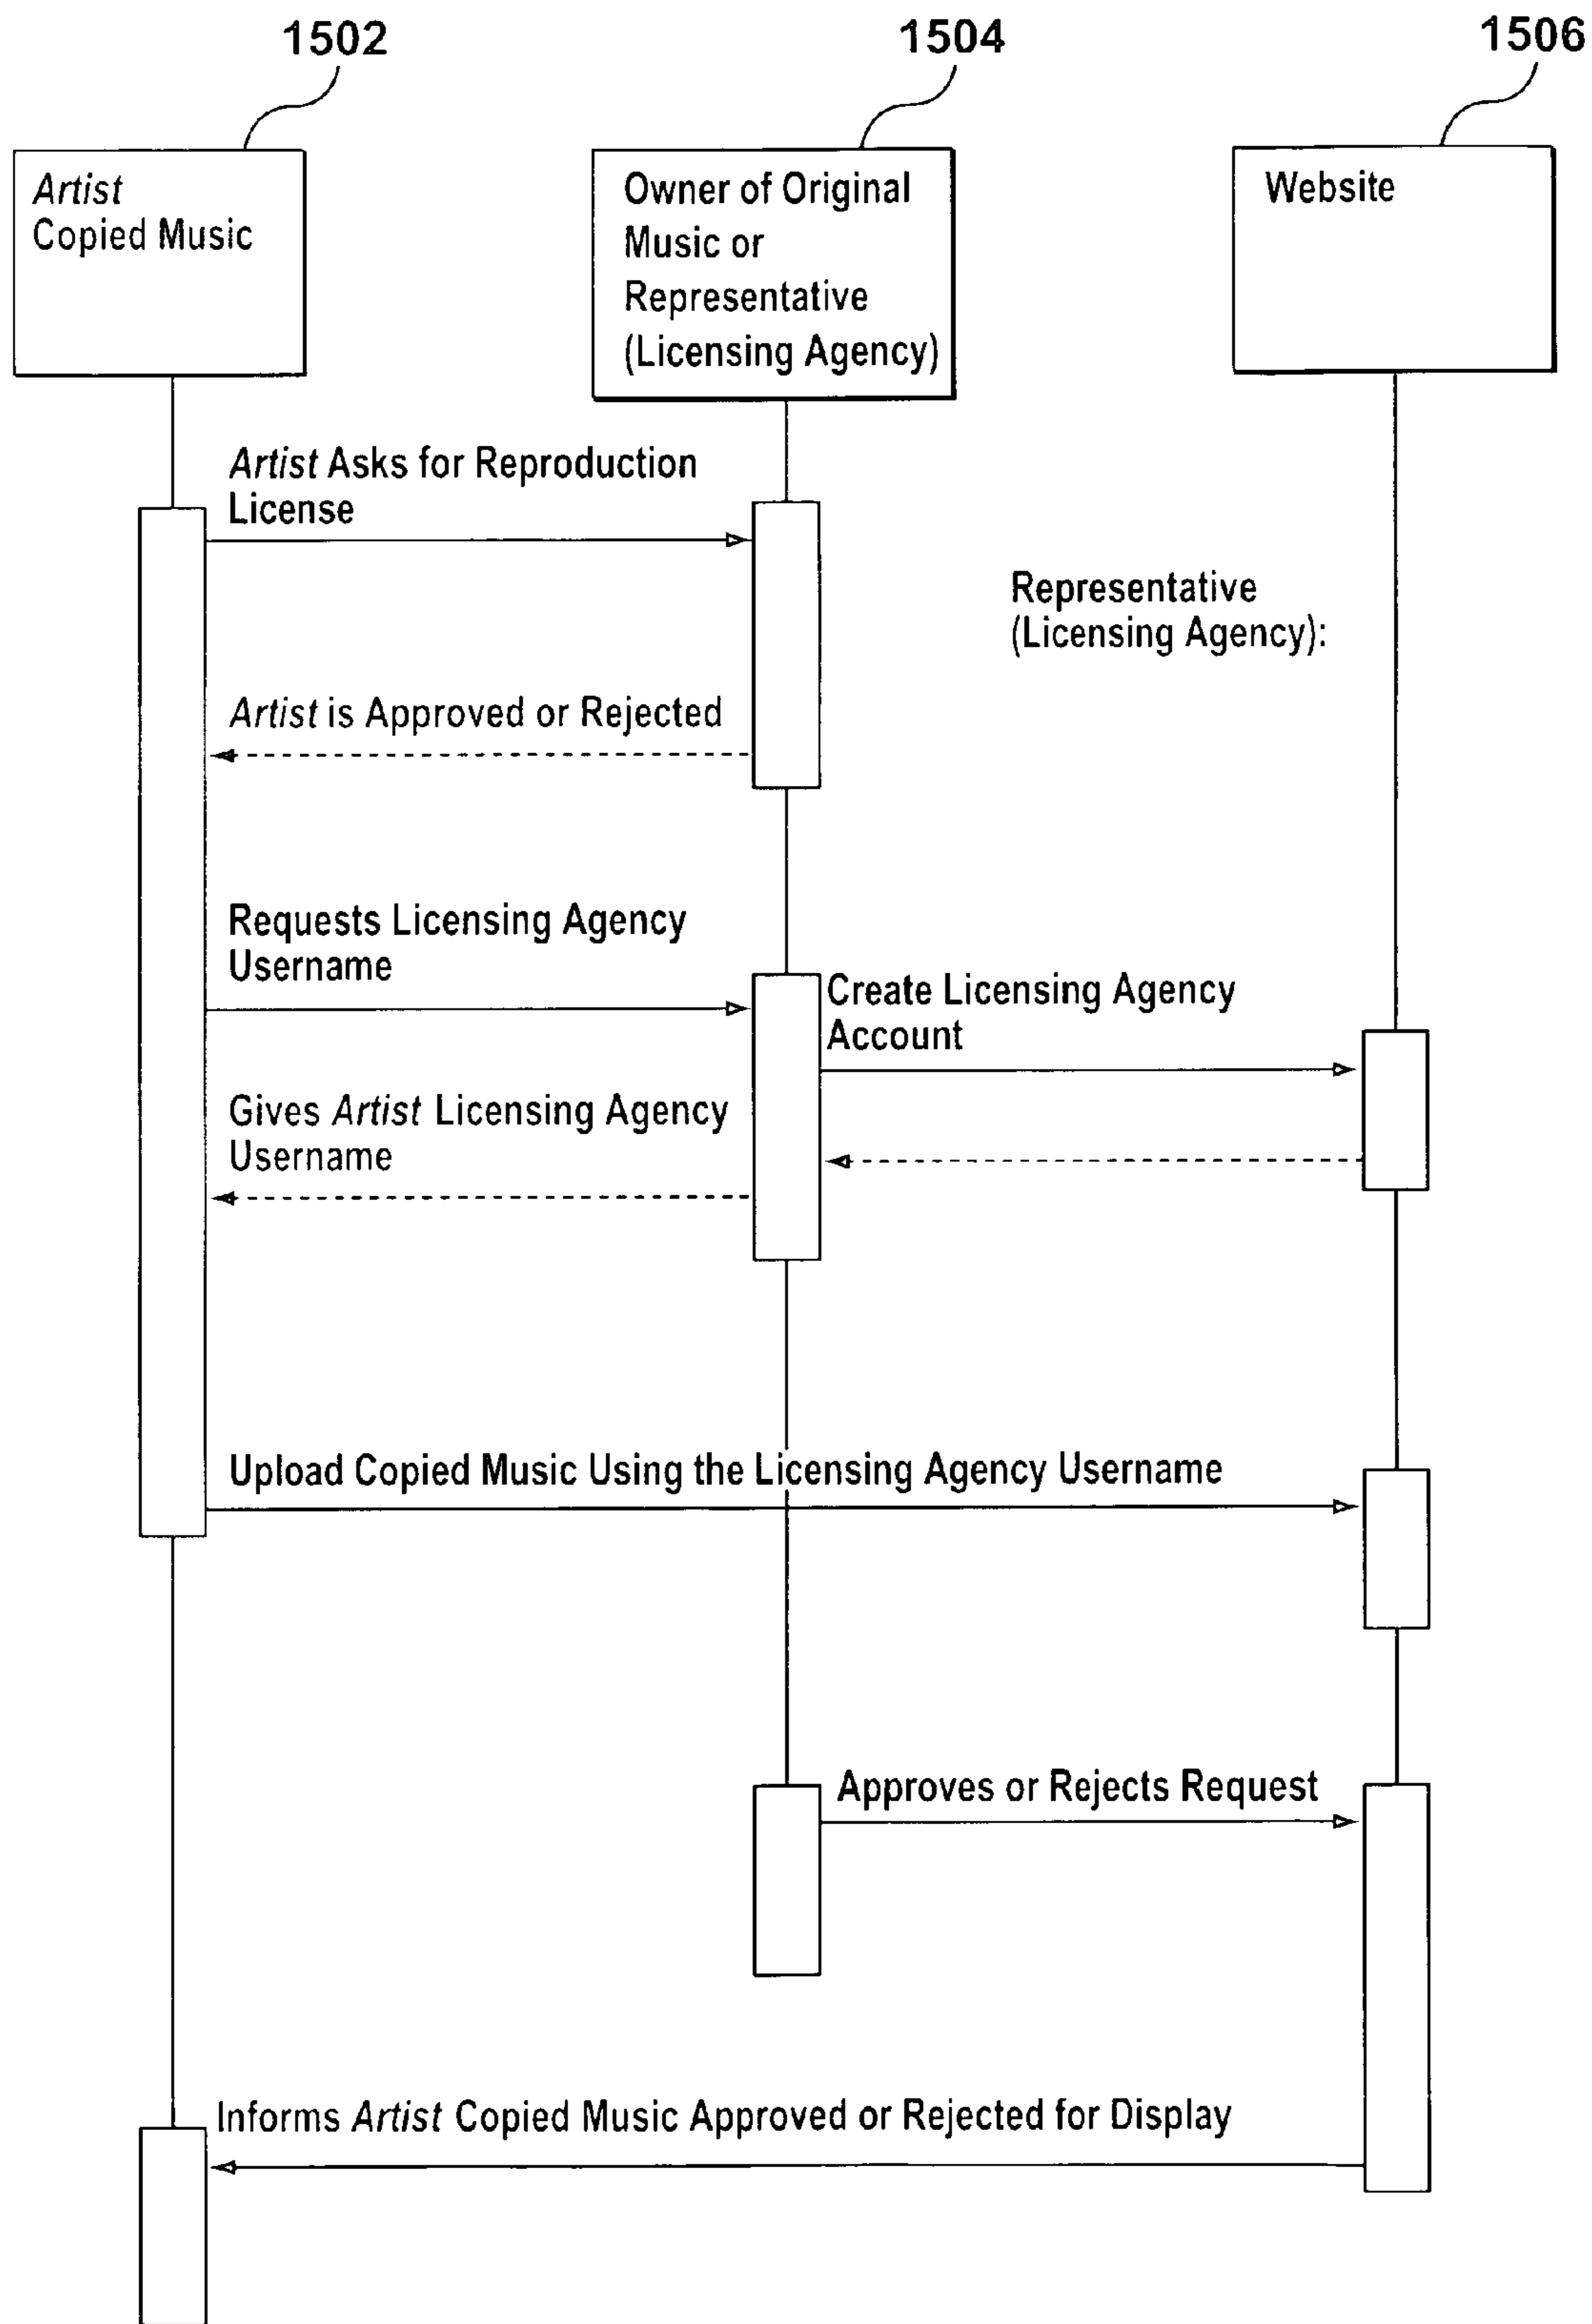 1502
1504
1506
Artist
Copied Music
Owner of Original
Music or
Representative
(Licensing Agency)
Website
Artist Asks for Reproduction
License
Representative
(Licensing Agency):
Artist is Approved or Rejected
Requests Licensing Agency
Username
Create Licensing Agency
Account
Gives Artist Licensing Agency
Username
Upload Copied Music Using the Licensing Agency Username
Approves or Rejects Request
Informs Artist Copied Music Approved or Rejected for Display